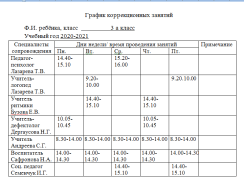 График коррекционных занятий
Ф.И. ребёнка, класс 3 а класс
Учебный год 2020-2021
Специалисты сопровождения Дни недели/ время проведения занятий Примечание
Пн. Вт. Ср. Чт. Пт.
Педагог-психолог Лазарева Т.В. 14.40-15.10 15.20-16.00
Учитель-логопед Лазарева Т.В. 9.20-10.00 9.20.10.00
Учитель ритмики Бузова Е.В. 14.40-15.10 14.40-15.10
Учитель-дефектолог 10.05-10.45 10.05-10.45
Учитель Андреева С.Г. 8.30-14.00 8.30-14.00 8.30-14.00 8.30-14.00 8.30-14.00
Воспитатель Сафронова Н.А. 14.00-14.30 14.00-14.30 14.00-14.30 14.00-14.30 14.00-14.30
Соц. педагог Семенчук И.Г. 14.40-15.10 14.40-15.10